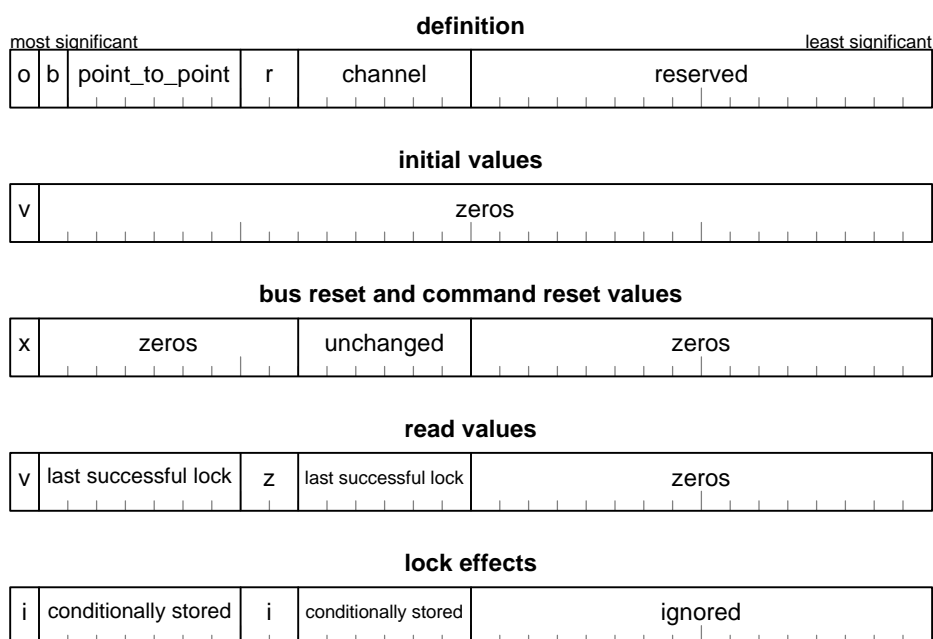 definition
most significant least significant
o b point_to_point r channel reserved
initial values
v zeros
bus reset and command reset values
x zeros unchanged zeros
read values
v last successful lock z last successful lock zeros
lock effects
i conditionally stored i conditionally stored ignored